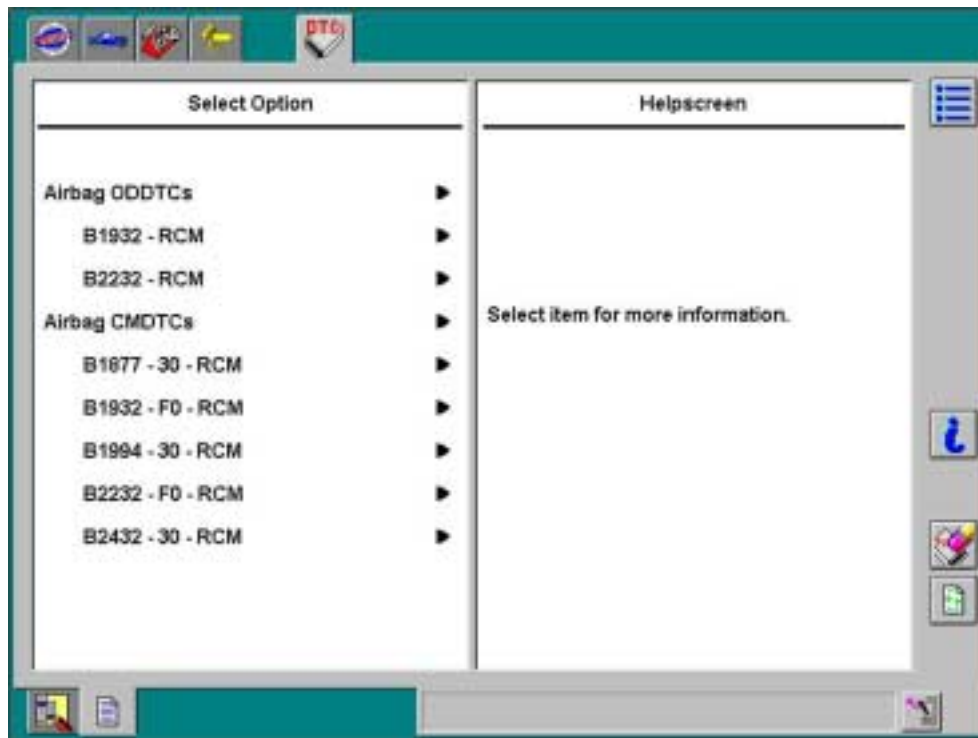 DTC
Select Option
Helpscreen
Airbag ODDTCs
B1932 - RCM
B2232 - RCM
Airbag CMDTCs
Select item for more information.
B1877 - 30 - RCM
B1932 - F0 - RCM
B1994 - 30 - RCM
B2232 - F0 - RCM
B2432 - 30 - RCM